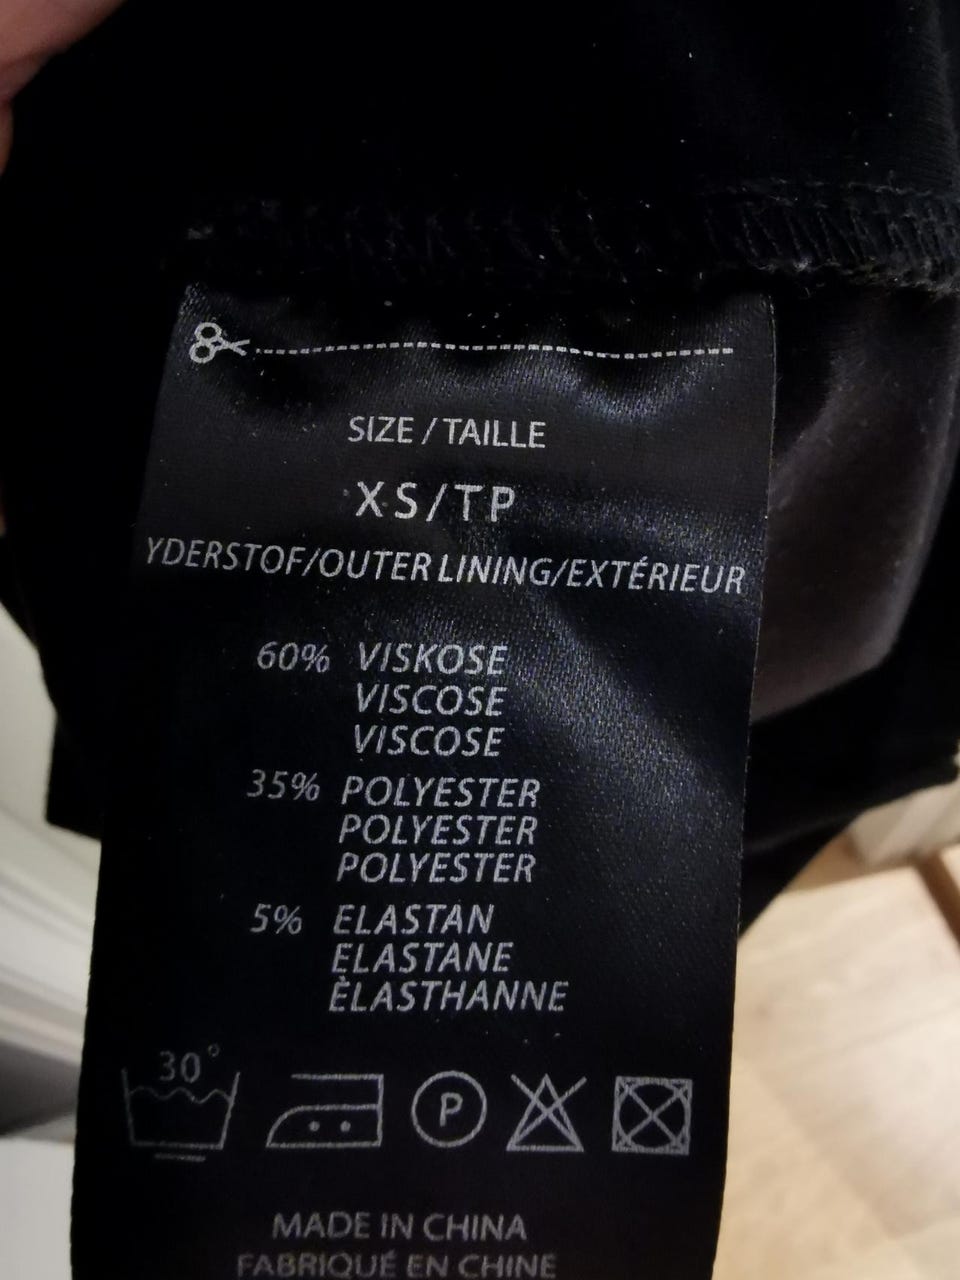 SIZE / TAILLE
XS/TP
YDERSTOF/OUTER LINING/EXTÉRIEUR
60% VISKOSE
VISCOSE
VISCOSE
35% POLYESTER
POLYESTER
POLYESTER
5% ELASTAN
ELASTANE
ÈLASTHANNE
30°
P
MADE IN CHINA
FABRIQUÉ EN CHINE